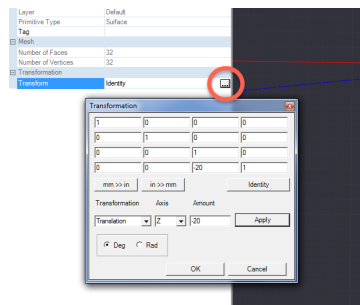 Layer Default
Primitive Type Surface
Tag
Mesh
Number of Faces 32
Number of Vertices 32
Transformation
Transform Identity ...
Transformation
1 0 0 0
0 1 0 0
0 0 1 0
0 0 -20 1
mm >> in in >> mm Identity
Transformation Axis Amount
Translation Z -20 Apply
Deg Rad
OK Cancel